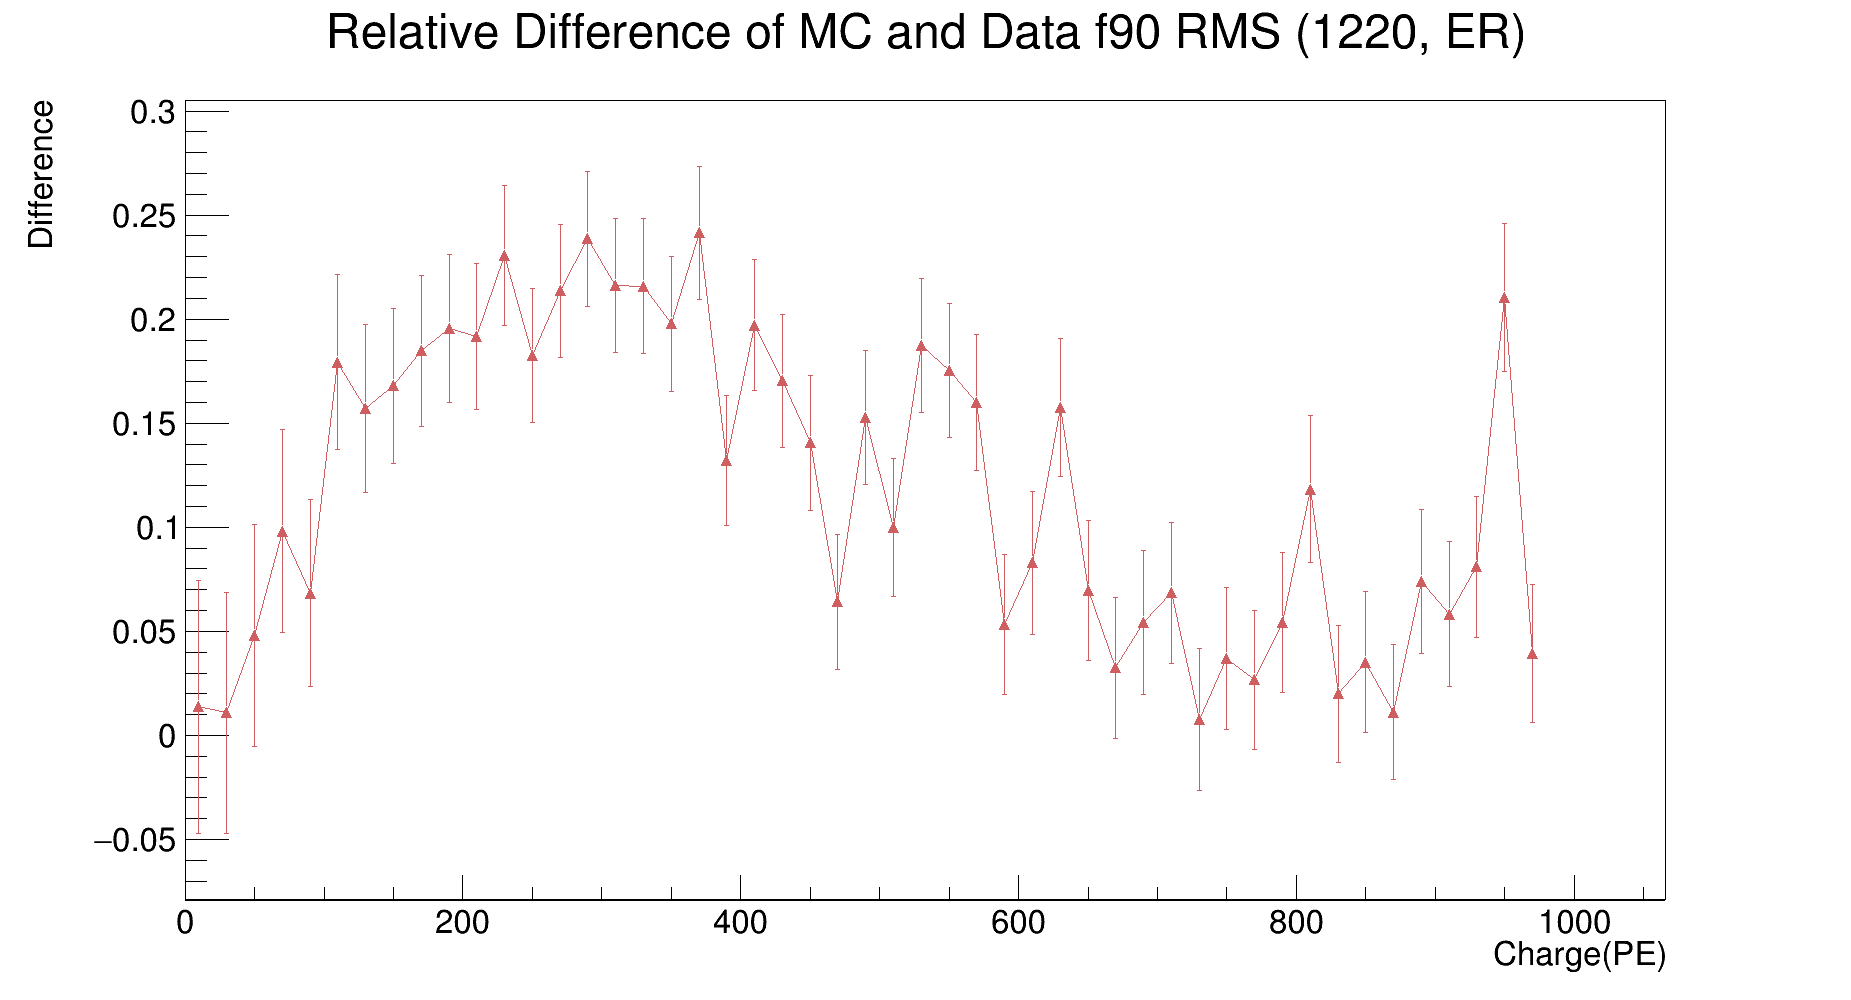 Relative Difference of MC and Data f90 RMS (1220, ER)
Difference
0.3
0.25
0.2
0.15
0.1
0.05
0
−0.05
0 200 400 600 800 1000
Charge(PE)